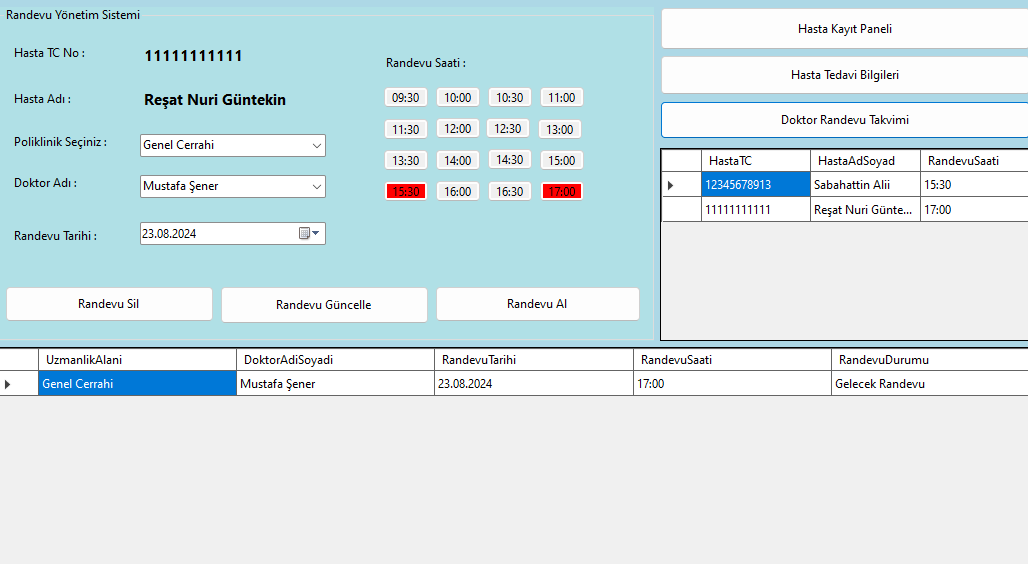 Randevu Yönetim Sistemi
Hasta TC No :
11111111111
Hasta Adı :
Reşat Nuri Güntekin
Poliklinik Seçiniz :
Genel Cerrahi
Doktor Adı :
Mustafa Şener
Randevu Tarihi :
23.08.2024
Randevu Saati :
09:30 10:00 10:30 11:00
11:30 12:00 12:30 13:00
13:30 14:00 14:30 15:00
15:30 16:00 16:30 17:00
Randevu Sil Randevu Güncelle Randevu Al
Hasta Kayıt Paneli
Hasta Tedavi Bilgileri
Doktor Randevu Takvimi
HastaTC HastaAdSoyad RandevuSaati
12345678913 Sabahattin Alii 15:30
11111111111 Reşat Nuri Günte... 17:00
UzmanlikAlani DoktorAdiSoyadi RandevuTarihi RandevuSaati RandevuDurumu
Genel Cerrahi Mustafa Şener 23.08.2024 17:00 Gelecek Randevu